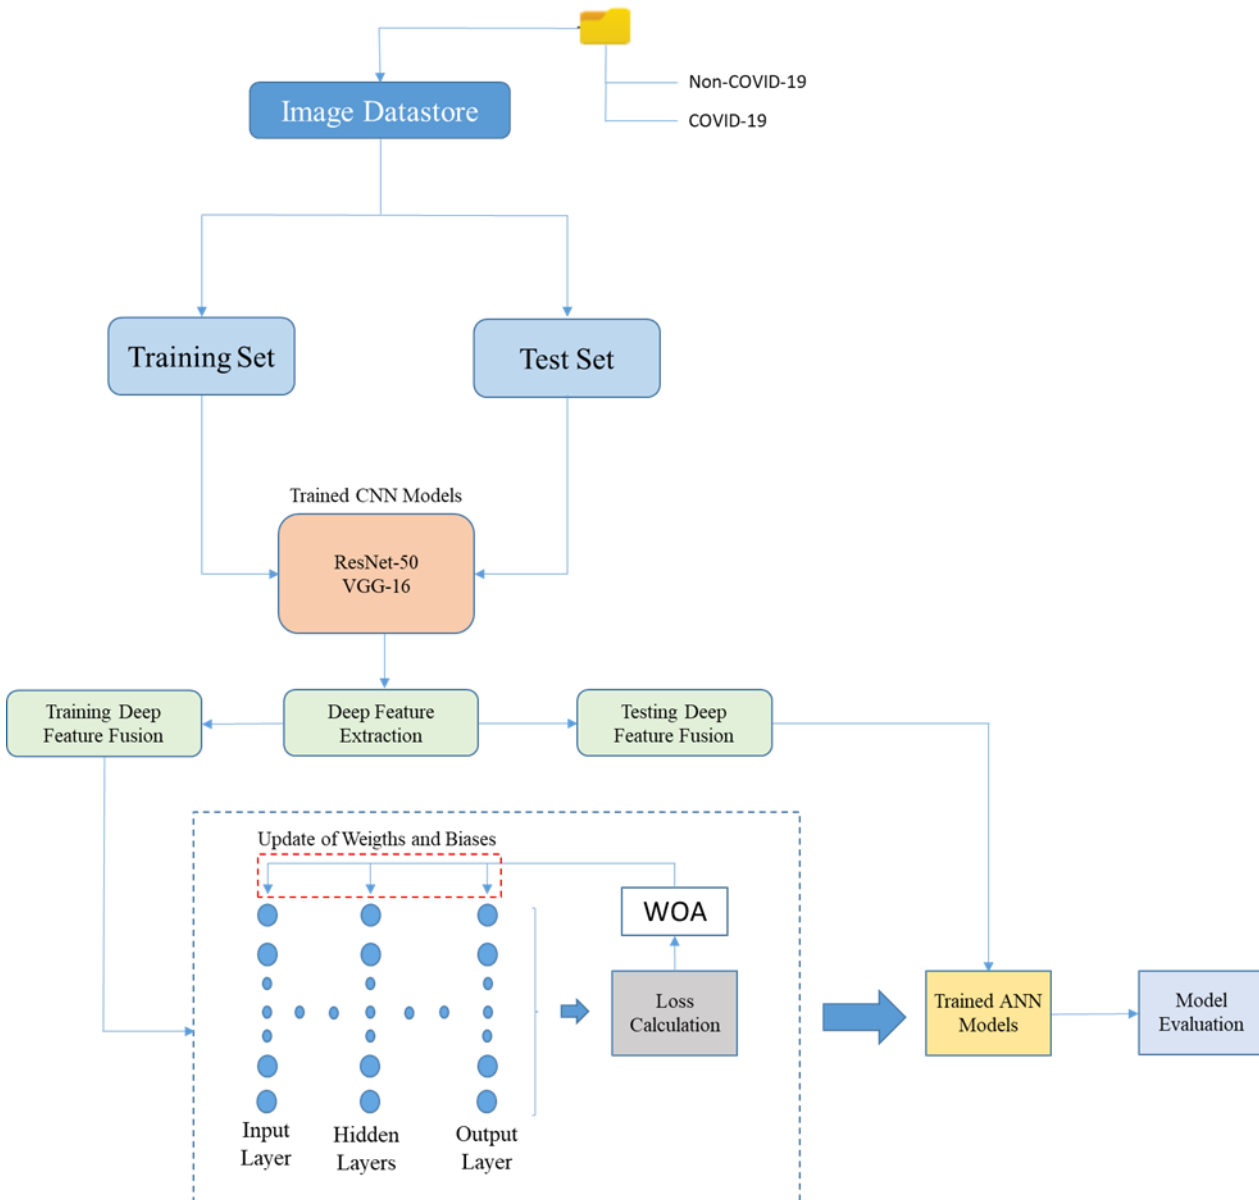 Non-COVID-19
COVID-19
Image Datastore
Training Set
Test Set
Trained CNN Models
ResNet-50
VGG-16
Training Deep
Feature Fusion
Deep Feature
Extraction
Testing Deep
Feature Fusion
Update of Weigths and Biases
WOA
Loss
Calculation
Trained ANN
Models
Model
Evaluation
Input
Layer
Hidden
Layers
Output
Layer